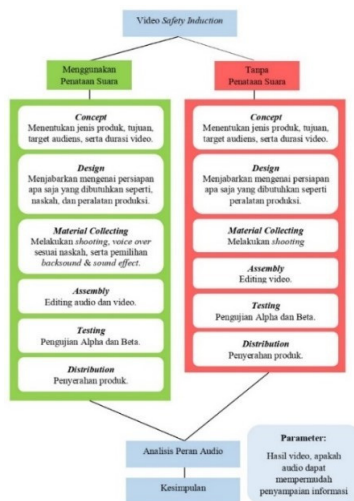 Video Safety Induction
Menggunakan
Penataan Suara
Concept
Menentukan jenis produk, tujuan,
target audiens, serta durasi video.
Design
Menjabarkan mengenai persiapan
apa saja yang dibutuhkan seperti,
naskah, dan peralatan produksi.
Material Collecting
Melakukan shooting, voice over
sesuai naskah, serta pemilihan
backsound & sound effect.
Assembly
Editing audio dan video.
Testing
Pengujian Alpha dan Beta.
Distribution
Penyerahan produk.
Tanpa
Penataan Suara
Concept
Menentukan jenis produk, tujuan,
target audiens, serta durasi video.
Design
Menjabarkan mengenai persiapan
apa saja yang dibutuhkan seperti
peralatan produksi.
Material Collecting
Melakukan shooting
Assembly
Editing video.
Testing
Pengujian Alpha dan Beta.
Distribution
Penyerahan produk.
Analisis Peran Audio
Kesimpulan
Parameter:
Hasil video, apakah
audio dapat
mempermudah
penyampaian informasi